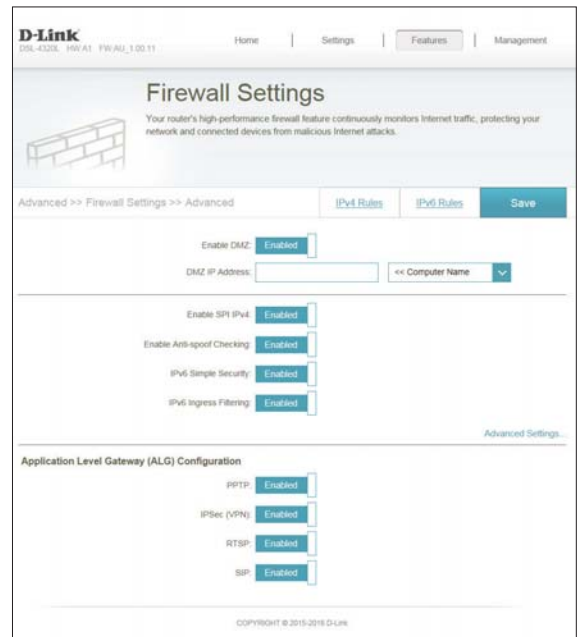 D-Link
DSL-4320L HW:A1 FW:AU_1.00.11
Home | Settings | Features | Management
Firewall Settings
Your router's high-performance firewall feature continuously monitors Internet traffic, protecting your
network and connected devices from malicious Internet attacks.
Advanced >> Firewall Settings >> Advanced
IPv4 Rules
IPv6 Rules
Save
Enable DMZ: Enabled
DMZ IP Address: << Computer Name
Enable SPI IPv4: Enabled
Enable Anti-spoof Checking: Enabled
IPv6 Simple Security: Enabled
IPv6 Ingress Filtering: Enabled
Advanced Settings...
Application Level Gateway (ALG) Configuration
PPTP: Enabled
IPSec (VPN): Enabled
RTSP: Enabled
SIP: Enabled
COPYRIGHT © 2015-2016 D-Link